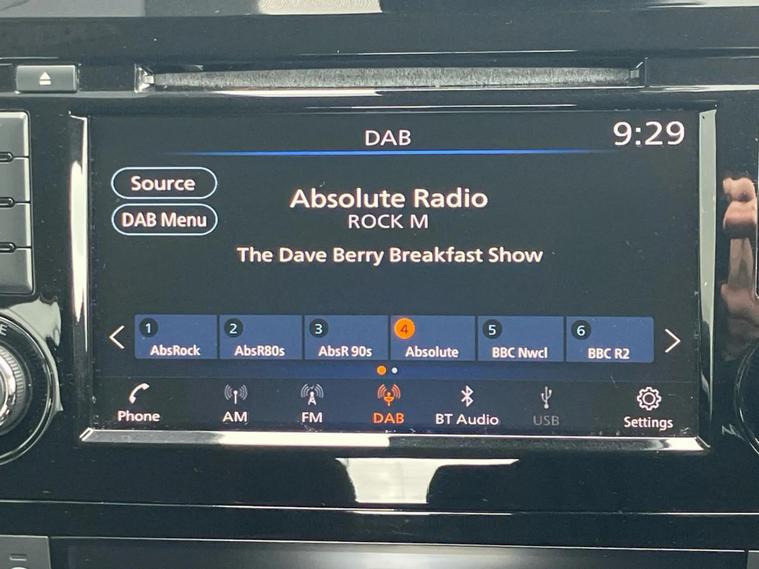 DAB
9:29
Source
DAB Menu
Absolute Radio
ROCK M
The Dave Berry Breakfast Show
1 AbsRock
2 AbsR80s
3 AbsR 90s
4 Absolute
5 BBC Nwcl
6 BBC R2
Phone
AM
FM
DAB
BT Audio
USB
Settings